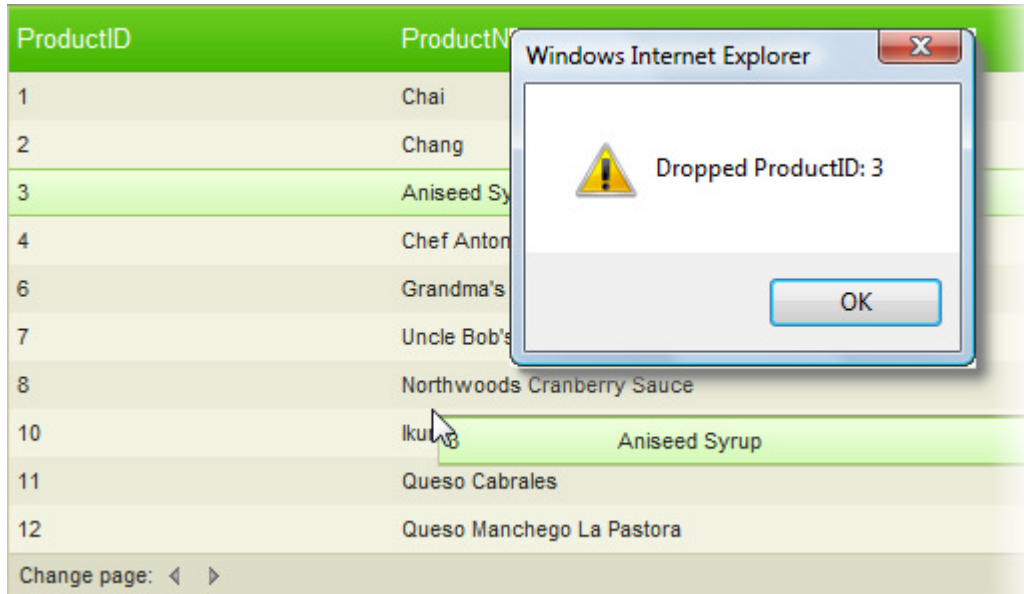 ProductID ProductN
Windows Internet Explorer
Dropped ProductID: 3
OK
1 Chai
2 Chang
3 Aniseed Sy
4 Chef Anton
6 Grandma's
7 Uncle Bob's
8 Northwoods Cranberry Sauce
10 Iku
3 Aniseed Syrup
11 Queso Cabrales
12 Queso Manchego La Pastora
Change page: